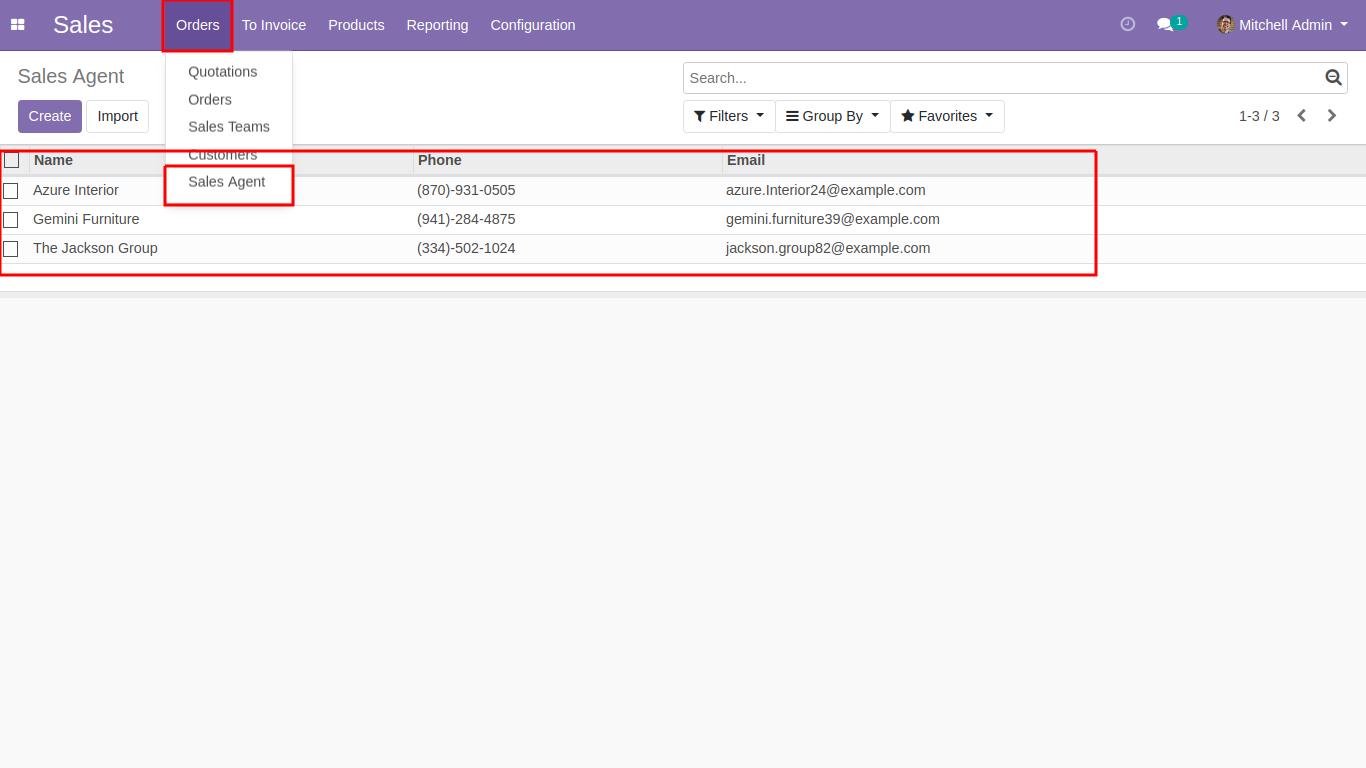 Sales Orders To Invoice Products Reporting Configuration 1 Mitchell Admin
Quotations
Orders
Sales Teams
Customers
Sales Agent
Sales Agent
Search...
Create Import
Filters Group By Favorites 1-3 / 3
Name Phone Email
Azure Interior (870)-931-0505 azure.Interior24@example.com
Gemini Furniture (941)-284-4875 gemini.furniture39@example.com
The Jackson Group (334)-502-1024 jackson.group82@example.com